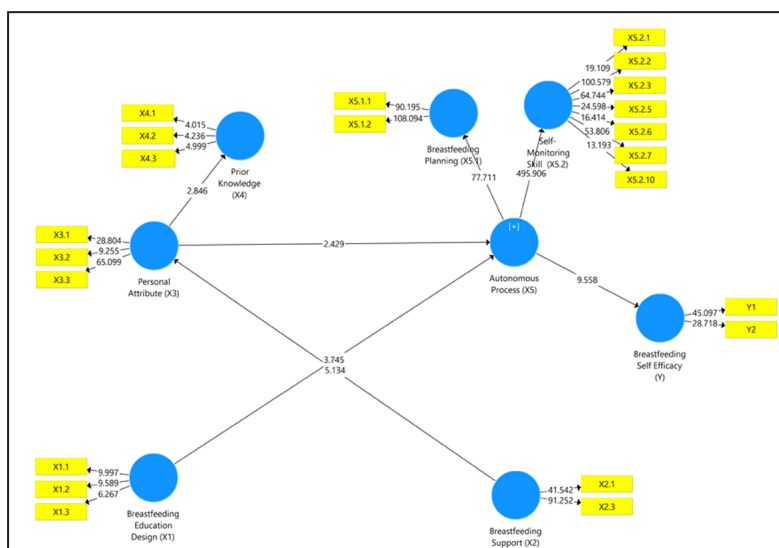 X5.2.1
X5.2.2
X5.2.3
X5.2.5
X5.2.6
X5.2.7
X5.2.10
19.109
100.579
64.744
24.598
16.414
53.806
13.193
Self-
Monitoring
Skill (X5.2)
X5.1.1
X5.1.2
90.195
108.094
Breastfeeding
Planning (X5.1)
X4.1
X4.2
X4.3
4.015
4.236
4.999
Prior
Knowledge
(X4)
77.711
495.906
2.846
X3.1
X3.2
X3.3
28.804
9.255
65.099
Personal
Attribute (X3)
2.429
[+]
Autonomous
Process (X5)
9.558
Y1
Y2
45.097
28.718
Breastfeeding
Self Efficacy
(Y)
3.745
5.134
X1.1
X1.2
X1.3
9.997
9.589
6.267
Breastfeeding
Education
Design (X1)
X2.1
X2.3
41.542
91.252
Breastfeeding
Support (X2)